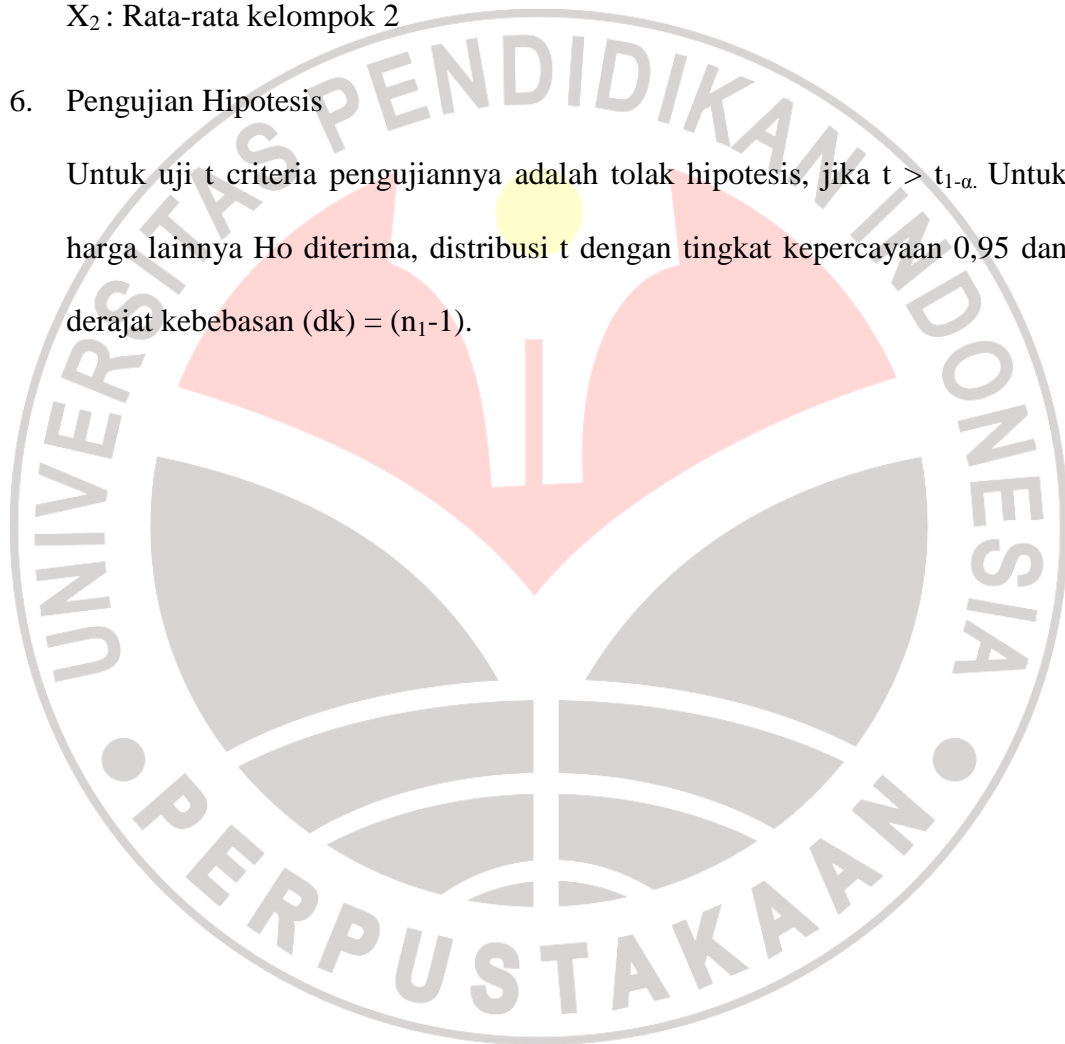 X₂ : Rata-rata kelompok 2
6. Pengujian Hipotesis
Untuk uji t criteria pengujiannya adalah tolak hipotesis, jika t > t₁₋α. Untuk
harga lainnya Ho diterima, distribusi t dengan tingkat kepercayaan 0,95 dan
derajat kebebasan (dk) = (n₁-1).
UNIVERSITAS PENDIDIKAN INDONESIA
PERPUSTAKAAN